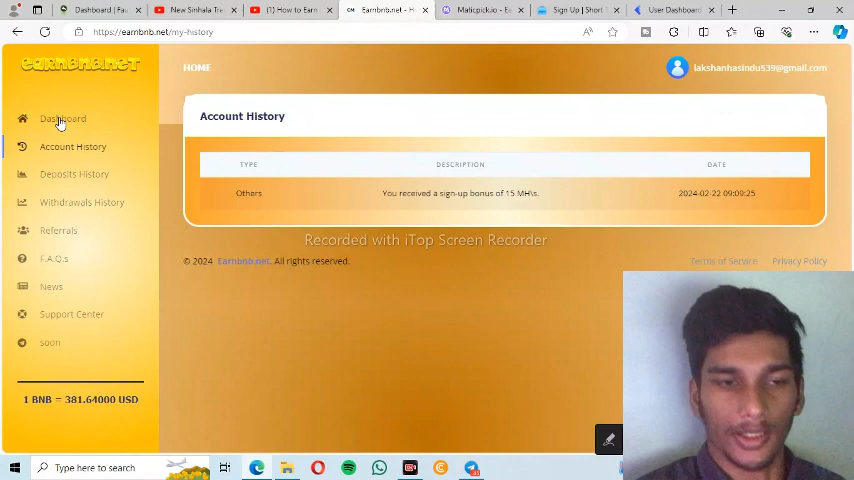 Dashboard | Fau
New Sinhala Tre
(1) How to Earn
Earnbnb.net - H
Maticpick.io - Ea
Sign Up | Short
User Dashboard
https://earnbnb.net/my-history
EARNBNB.NET
HOME
lakshanhasindu539@gmail.com
Dashboard
Account History
Deposits History
Withdrawals History
Referrals
F.A.Q.s
News
Support Center
soon
1 BNB = 381.64000 USD
Account History
TYPE DESCRIPTION DATE
Others You received a sign-up bonus of 15 MH\s. 2024-02-22 09:09:25
Recorded with iTop Screen Recorder
© 2024 Earnbnb.net. All rights reserved.
Terms of Service Privacy Policy
Type here to search